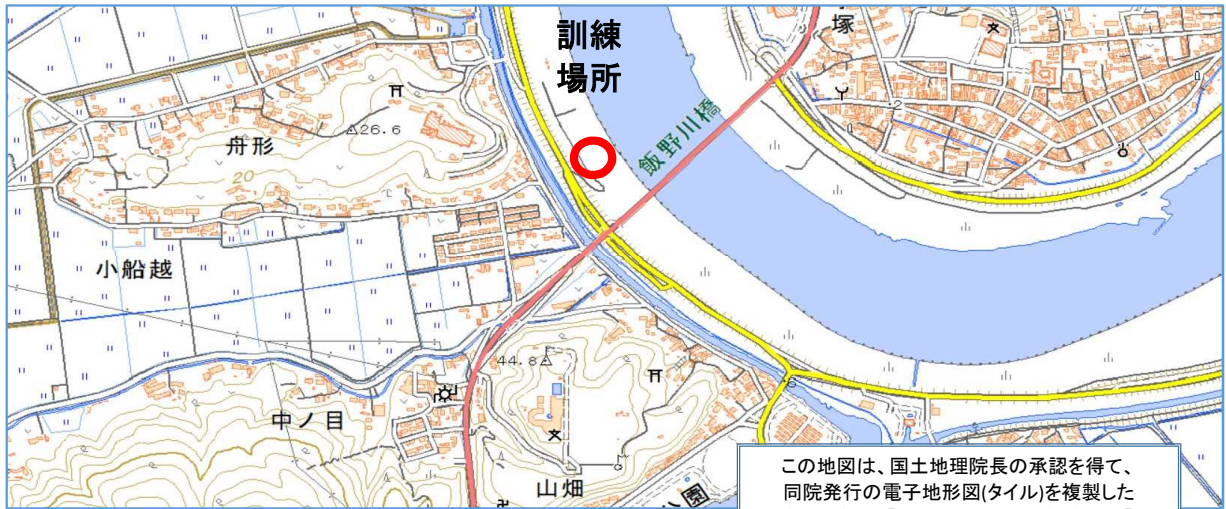 訓練
場所
塚
飯野川橋
26.6
舟形
20
2
小船越
44.8
中ノ目
山畑
園
この地図は、国土地理院長の承認を得て、
同院発行の電子地形図(タイル)を複製した